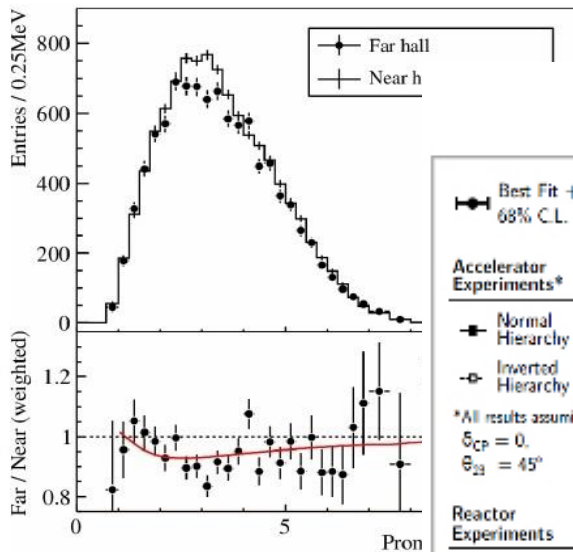 800
600
400
200
0
Entries / 0.25MeV
Far hall
Near h
1.2
1
0.8
Far / Near (weighted)
0
5
Prom
Best Fit +
68% C.L.
Accelerator
Experiments*
Normal
Hierarchy
Inverted
Hierarchy
*All results assumi
δCP = 0,
θ23 = 45°
Reactor
Experiments